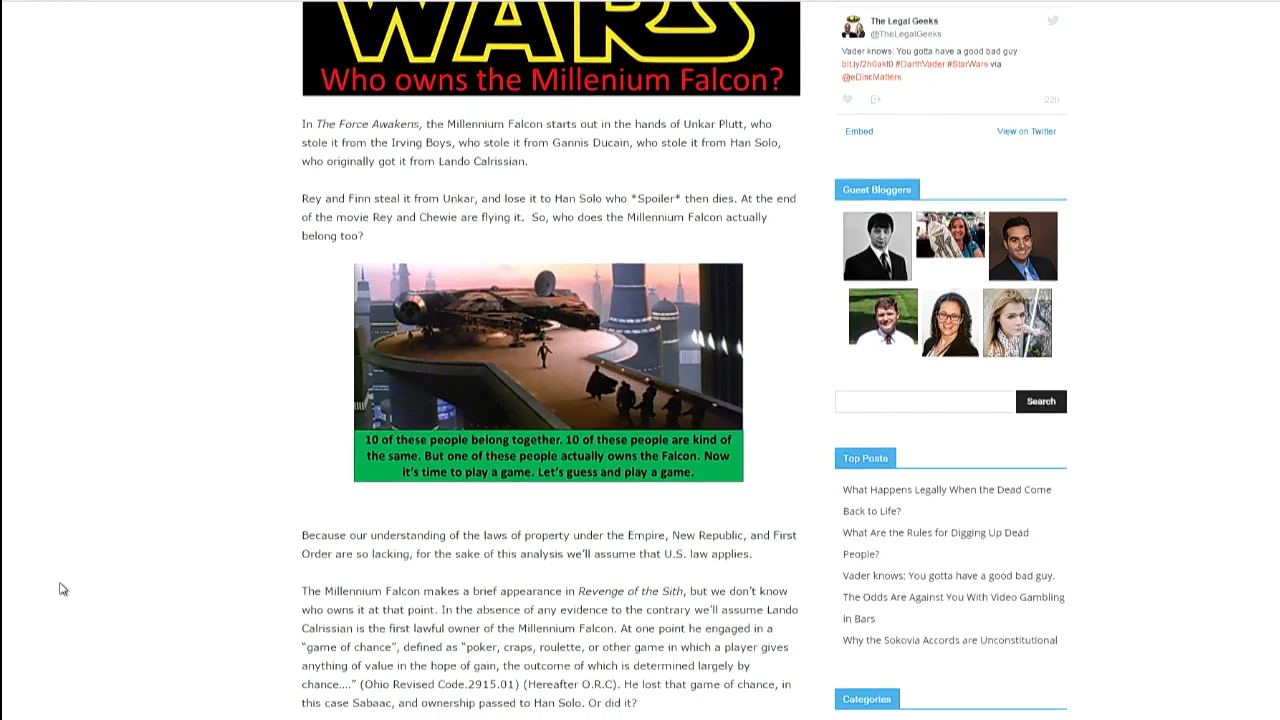 WARS
Who owns the Millenium Falcon?
In The Force Awakens, the Millennium Falcon starts out in the hands of Unkar Plutt, who
stole it from the Irving Boys, who stole it from Gannis Ducain, who stole it from Han Solo,
who originally got it from Lando Calrissian.
Rey and Finn steal it from Unkar, and lose it to Han Solo who *Spoiler* then dies. At the end
of the movie Rey and Chewie are flying it. So, who does the Millennium Falcon actually
belong too?
10 of these people belong together. 10 of these people are kind of
the same. But one of these people actually owns the Falcon. Now
it's time to play a game. Let's guess and play a game.
Because our understanding of the laws of property under the Empire, New Republic, and First
Order are so lacking, for the sake of this analysis we'll assume that U.S. law applies.
The Millennium Falcon makes a brief appearance in Revenge of the Sith, but we don't know
who owns it at that point. In the absence of any evidence to the contrary we'll assume Lando
Calrissian is the first lawful owner of the Millennium Falcon. At one point he engaged in a
"game of chance", defined as "poker, craps, roulette, or other game in which a player gives
anything of value in the hope of gain, the outcome of which is determined largely by
chance...." (Ohio Revised Code.2915.01) (Hereafter O.R.C). He lost that game of chance, in
this case Sabaac, and ownership passed to Han Solo. Or did it?
The Legal Geeks
@TheLegalGeeks
Vader knows: You gotta have a good bad guy
bit.ly/2h0akt0 #DarthVader #StarWars via
@eDiscMatters
22h
Embed
View on Twitter
Guest Bloggers
Search
Top Posts
What Happens Legally When the Dead Come
Back to Life?
What Are the Rules for Digging Up Dead
People?
Vader knows: You gotta have a good bad guy.
The Odds Are Against You With Video Gambling
in Bars
Why the Sokovia Accords are Unconstitutional
Categories